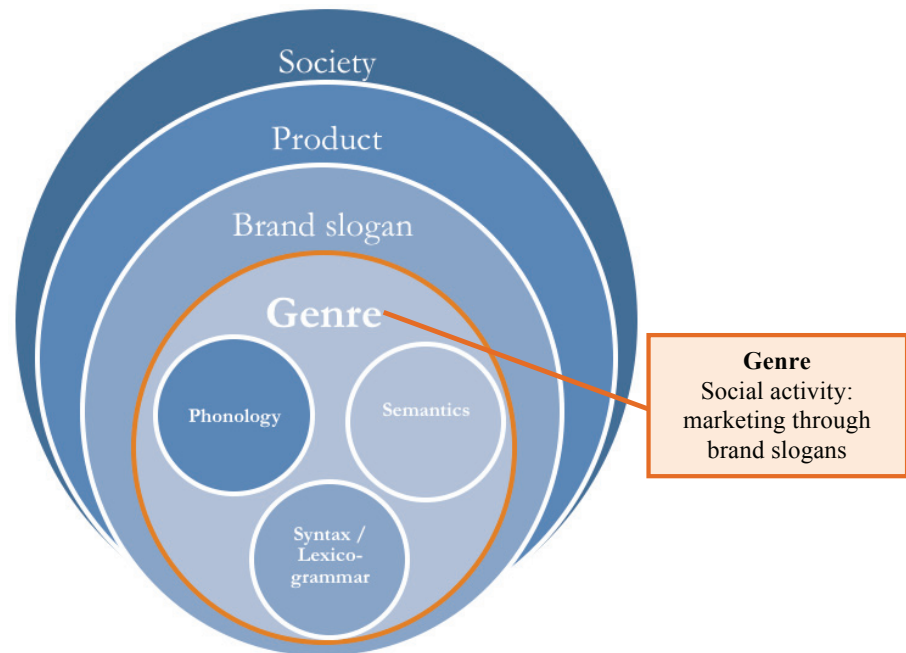 Society
Product
Brand slogan
Genre
Phonology
Semantics
Syntax /
Lexico-
grammar
Genre
Social activity:
marketing through
brand slogans